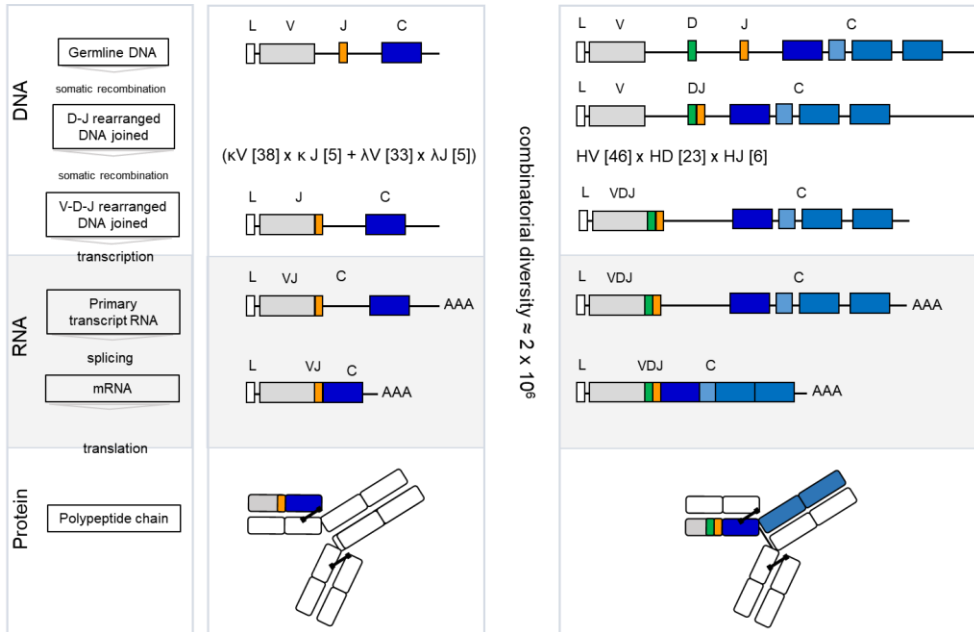 DNA
Germline DNA
somatic recombination
D-J rearranged
DNA joined
somatic recombination
V-D-J rearranged
DNA joined
transcription
RNA
Primary
transcript RNA
splicing
mRNA
translation
Protein
Polypeptide chain
L V J C
(κV [38] x κ J [5] + λV [33] x λJ [5])
L J C
L VJ C
AAA
L VJ C
AAA
combinatorial diversity ≈ 2 x 10⁶
L V D J C
L V DJ C
HV [46] x HD [23] x HJ [6]
L VDJ C
L VDJ C
AAA
L VDJ C
AAA